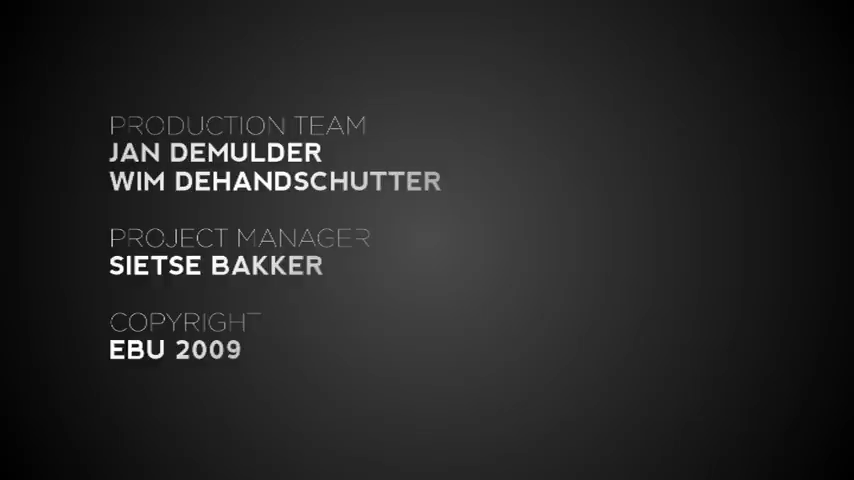 PRODUCTION TEAM
JAN DEMULDER
WIM DEHANDSCHUTTER
PROJECT MANAGER
SIETSE BAKKER
COPYRIGHT
EBU 2009